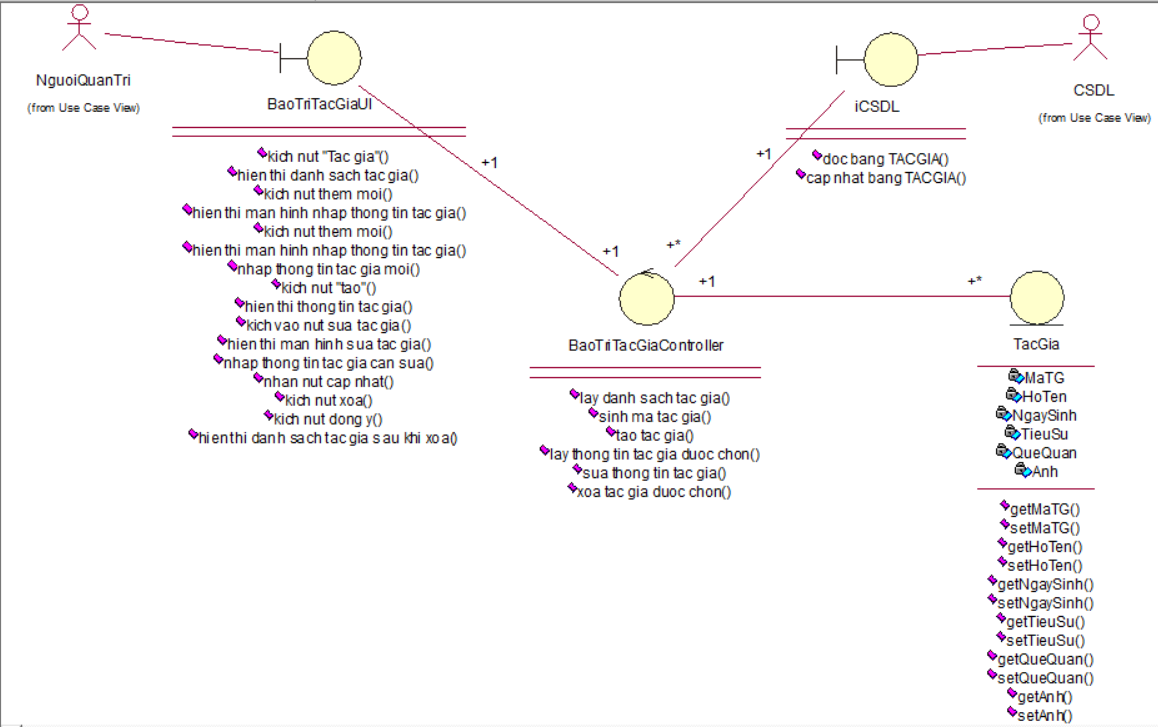 NguoiQuanTri
(from Use Case View)
BaoTriTacGiaUI
kich nut "Tac gia"()
hien thi danh sach tac gia()
kich nut them moi()
hien thi man hinh nhap thong tin tac gia()
kich nut them moi()
hien thi man hinh nhap thong tin tac gia()
nhap thong tin tac gia moi()
kich nut "tao"()
hien thi thong tin tac gia()
kich vao nut sua tac gia()
hien thi man hinh sua tac gia()
nhap thong tin tac gia can sua()
nhan nut cap nhat()
kich nut xoa()
kich nut dong y()
hien thi danh sach tac gia sau khi xoa()
+1
+1
iCSDL
doc bang TACGIA()
cap nhat bang TACGIA()
CSDL
(from Use Case View)
+1
+*
BaoTriTacGiaController
lay danh sach tac gia()
sinh ma tac gia()
tao tac gia()
lay thong tin tac gia duoc chon()
sua thong tin tac gia()
xoa tac gia duoc chon()
+1
+*
TacGia
MaTG
HoTen
NgaySinh
TieuSu
QueQuan
Anh
getMaTG()
setMaTG()
getHoTen()
setHoTen()
getNgaySinh()
setNgaySinh()
getTieuSu()
setTieuSu()
getQueQuan()
setQueQuan()
getAnh()
setAnh()